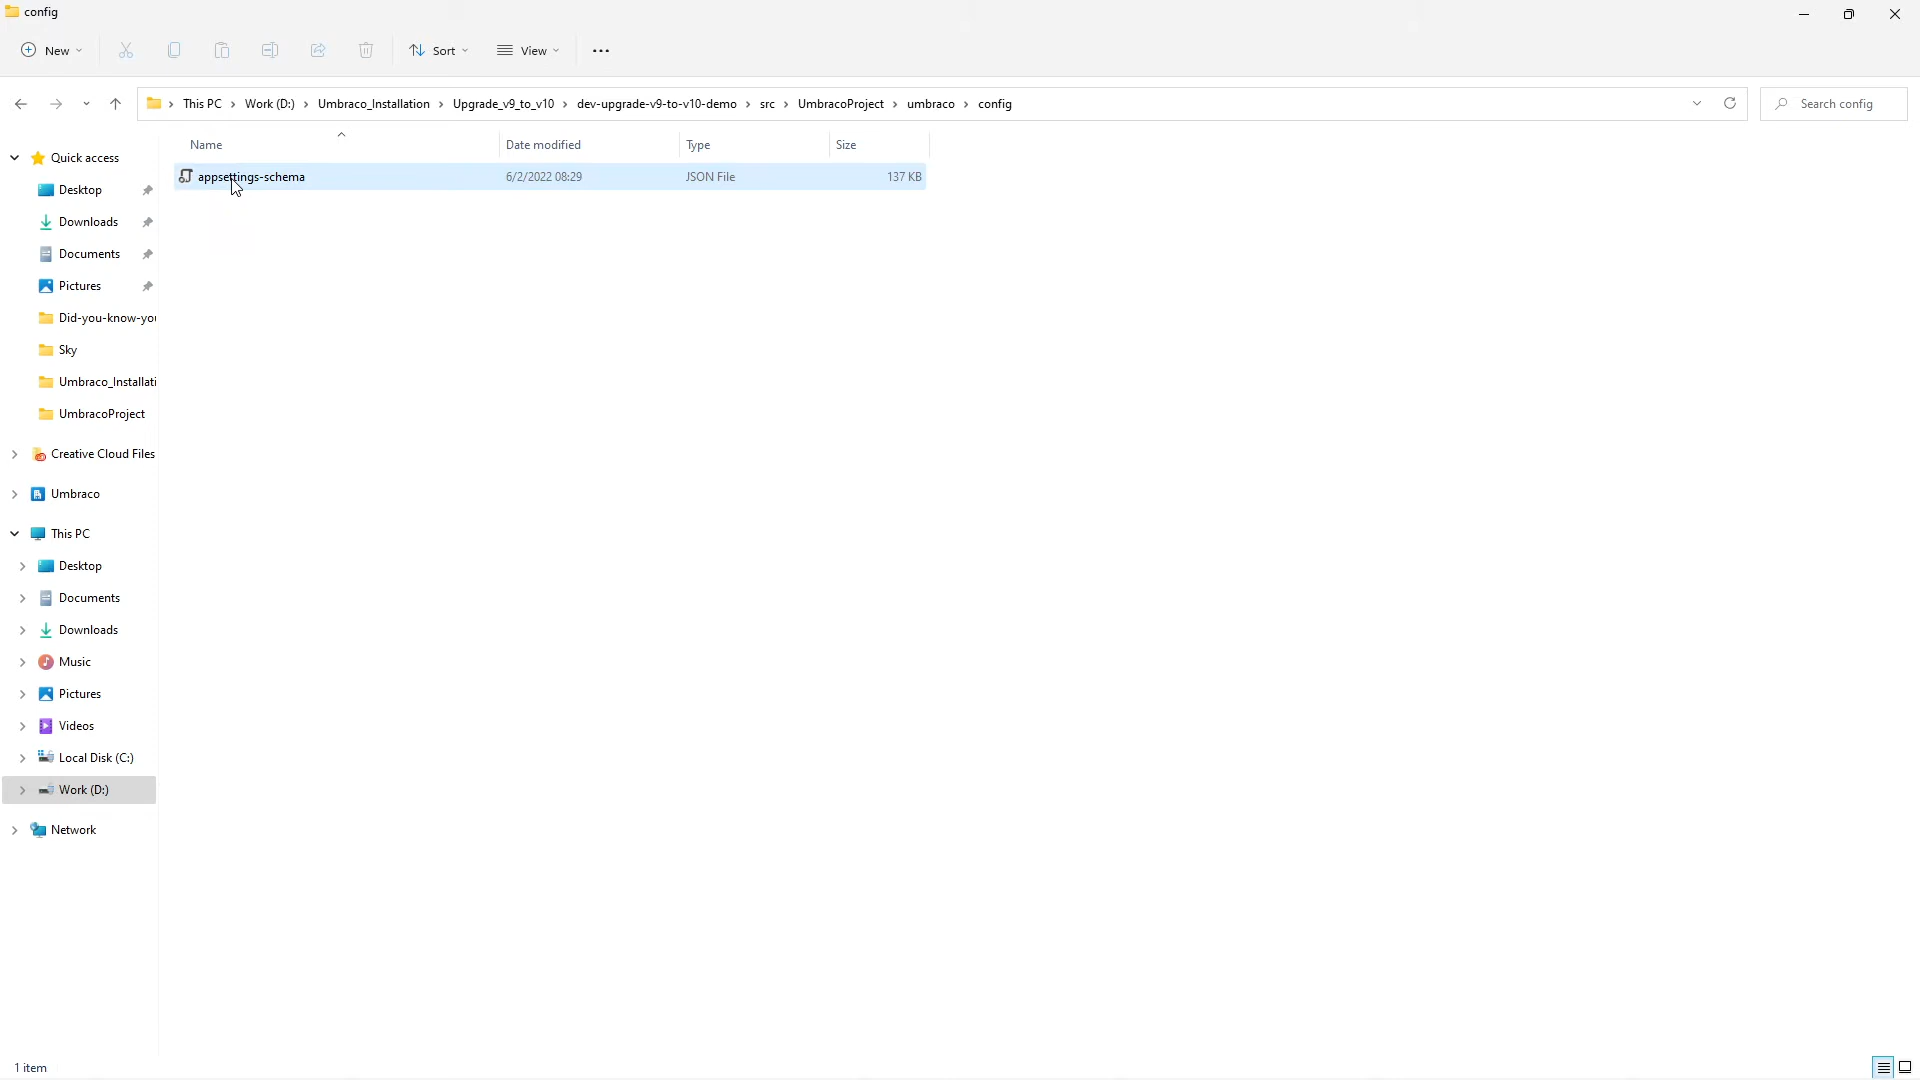 config
New
Sort
View
This PC > Work (D:) > Umbraco_Installation > Upgrade_v9_to_v10 > dev-upgrade-v9-to-v10-demo > src > UmbracoProject > umbraco > config
Search config
Name Date modified Type Size
appsettings-schema 6/2/2022 08:29 JSON File 137 KB
Quick access
Desktop
Downloads
Documents
Pictures
Did-you-know-you
Sky
Umbraco_Installati
UmbracoProject
Creative Cloud Files
Umbraco
This PC
Desktop
Documents
Downloads
Music
Pictures
Videos
Local Disk (C:)
Work (D:)
Network
1 item